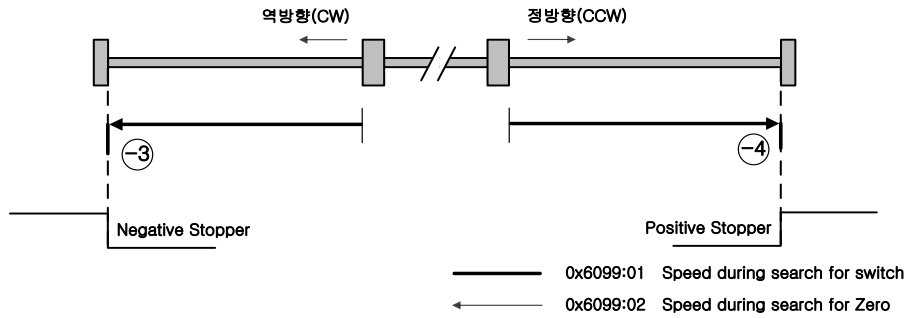 역방향(CW)
정방향(CCW)
-3
-4
Negative Stopper
Positive Stopper
0x6099:01 Speed during search for switch
0x6099:02 Speed during search for Zero